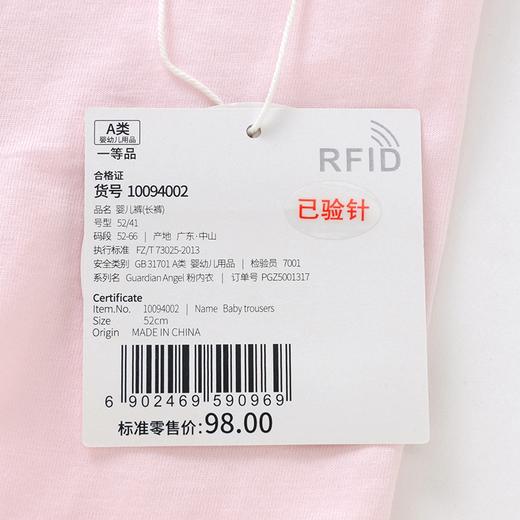 A类
婴幼儿用品
一等品
RFID
合格证
货号 10094002
已验针
品名 婴儿裤(长裤)
号型 52/41
码段 52-66 | 产地 广东·中山
执行标准 FZ/T 73025-2013
安全类别 GB 31701 A类 婴幼儿用品 | 检验员 7001
系列名 Guardian Angel 粉内衣 | 订单号 PGZ5001317
Certificate
Item.No. 10094002 | Name Baby trousers
Size 52cm
Origin MADE IN CHINA
6 902469 590969
标准零售价:98.00